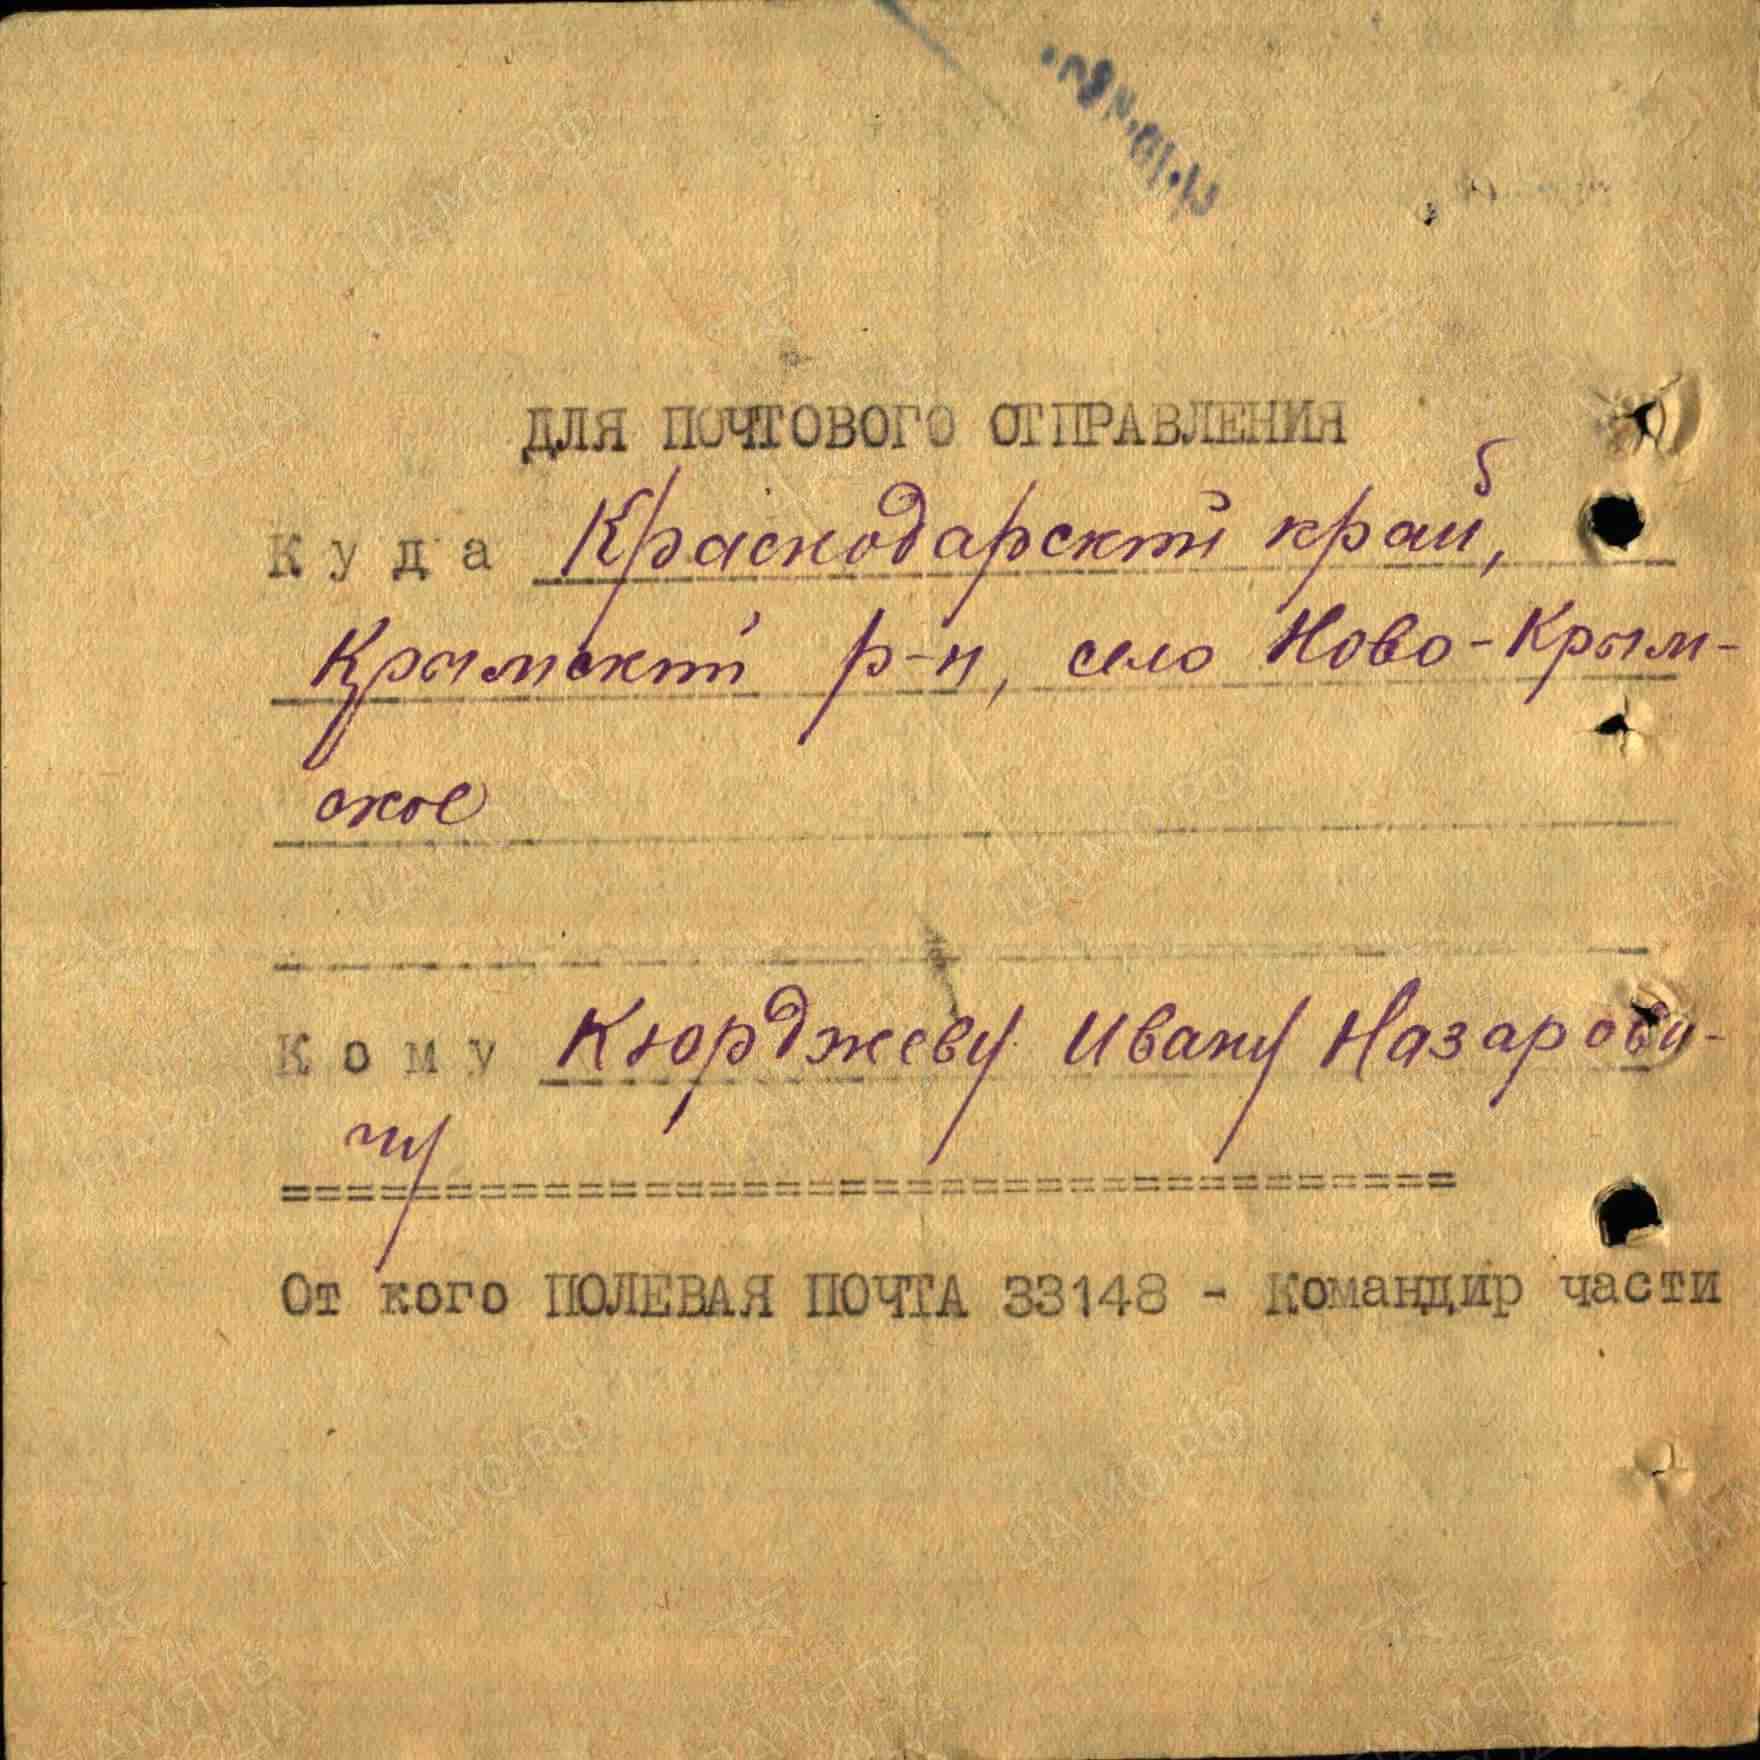 ДЛЯ ПОЧТОВОГО ОТПРАВЛЕНИЯ
Куда Краснодарский край,
Крымский р-н, село Ново-Крым-
ское
Кому Кюрджеву Ивану Назарови-
чу
От кого ПОЛЕВАЯ ПОЧТА 33148 - Командир части